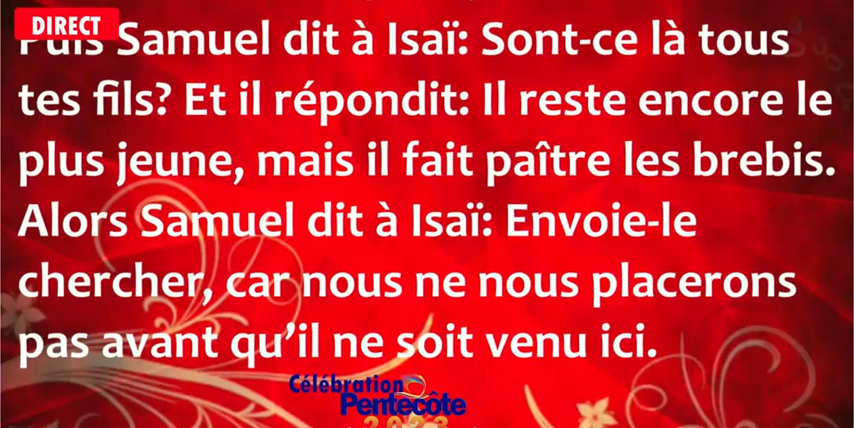 DIRECT
Puis Samuel dit à Isaï: Sont-ce là tous
tes fils? Et il répondit: Il reste encore le
plus jeune, mais il fait paître les brebis.
Alors Samuel dit à Isaï: Envoie-le
chercher, car nous ne nous placerons
pas avant qu’il ne soit venu ici.
Célébration
Pentecôte
2023